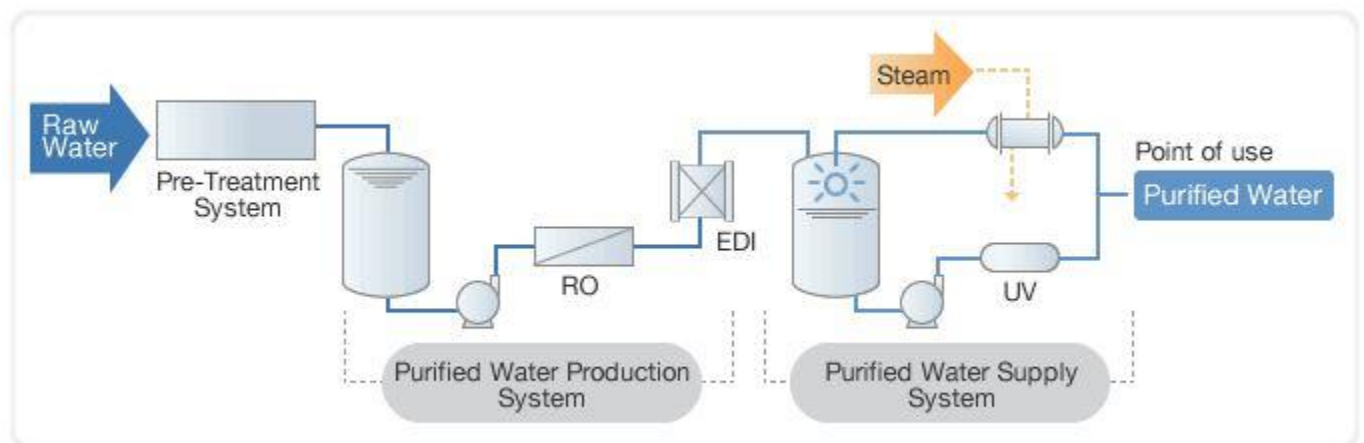 Raw
Water
Pre-Treatment
System
RO
EDI
Steam
UV
Point of use
Purified Water
Purified Water Production
System
Purified Water Supply
System